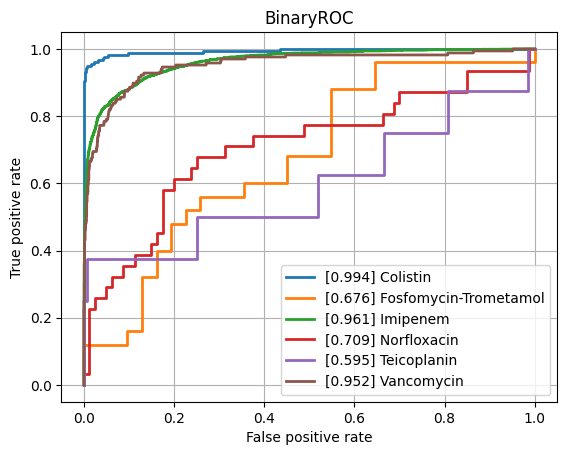 BinaryROC
True positive rate
1.0
0.8
0.6
0.4
0.2
0.0
[0.994] Colistin
[0.676] Fosfomycin-Trometamol
[0.961] Imipenem
[0.709] Norfloxacin
[0.595] Teicoplanin
[0.952] Vancomycin
0.0 0.2 0.4 0.6 0.8 1.0
False positive rate